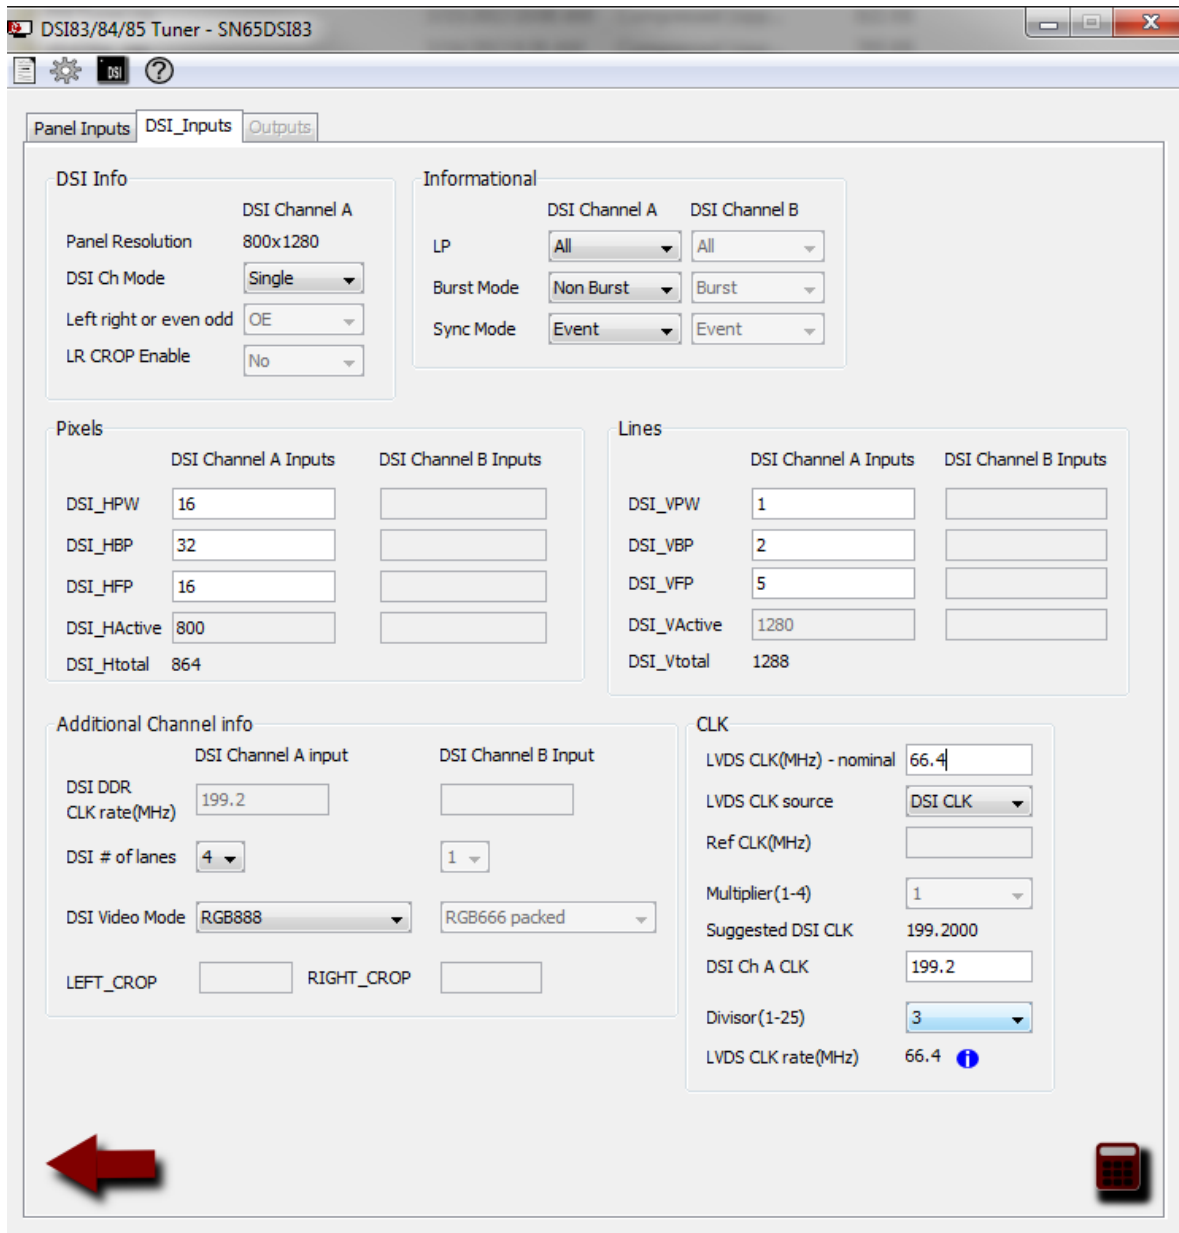 DSI83/84/85 Tuner - SN65DSI83
DSI
Panel Inputs DSI_Inputs Outputs
DSI Info
DSI Channel A
Panel Resolution 800x1280
DSI Ch Mode Single
Left right or even odd OE
LR CROP Enable No
Informational
DSI Channel A DSI Channel B
LP All All
Burst Mode Non Burst Burst
Sync Mode Event Event
Pixels
DSI Channel A Inputs DSI Channel B Inputs
DSI_HPW 16
DSI_HBP 32
DSI_HFP 16
DSI_HActive 800
DSI_Htotal 864
Lines
DSI Channel A Inputs DSI Channel B Inputs
DSI_VPW 1
DSI_VBP 2
DSI_VFP 5
DSI_VActive 1280
DSI_Vtotal 1288
Additional Channel info
DSI Channel A input DSI Channel B Input
DSI DDR
CLK rate(MHz) 199.2
DSI # of lanes 4 1
DSI Video Mode RGB888 RGB666 packed
LEFT_CROP RIGHT_CROP
CLK
LVDS CLK(MHz) - nominal 66.4
LVDS CLK source DSI CLK
Ref CLK(MHz)
Multiplier(1-4) 1
Suggested DSI CLK 199.2000
DSI Ch A CLK 199.2
Divisor(1-25) 3
LVDS CLK rate(MHz) 66.4